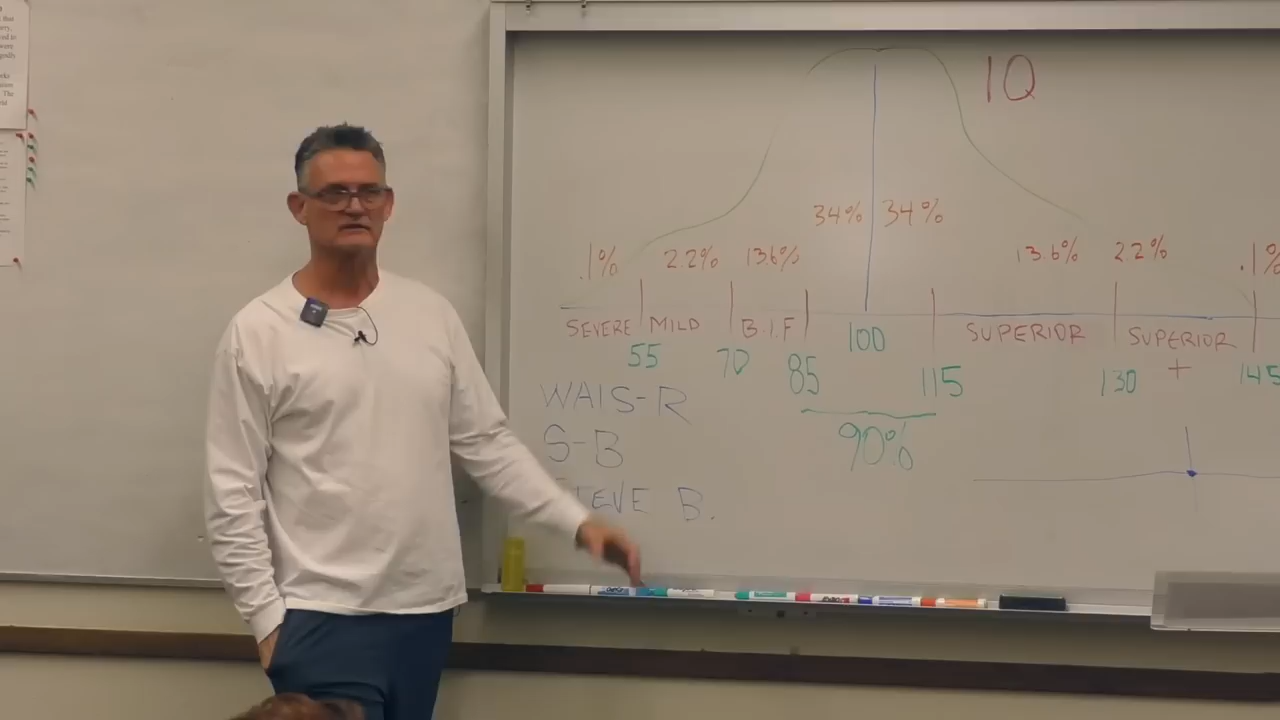 IQ
34% 34%
.1% 2.2% 13.6% 13.6% 2.2% .1%
SEVERE MILD B.I.F 100 SUPERIOR SUPERIOR +
55 70 85 115 130 145
WAIS-R
90%
S-B
STEVE B.